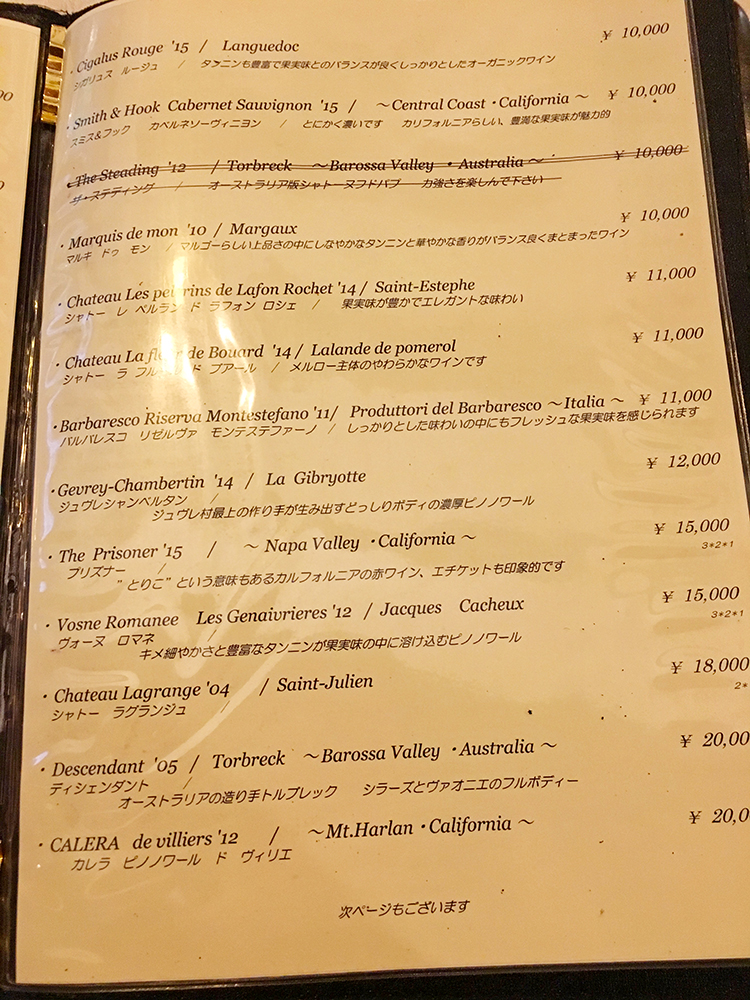 ・Cigalus Rouge '15 / Languedoc ¥ 10,000
シガリュス ルージュ / タンニンも豊富で果実味とのバランスが良くしっかりとしたオーガニックワイン
・Smith & Hook Cabernet Sauvignon '15 / ～Central Coast・California～ ¥ 10,000
スミス&フック カベルネソーヴィニヨン / とにかく濃いです カリフォルニアらしい、豊満な果実味が魅力的
・The Steading '12 / Torbreck ～Barossa Valley ・Australia～ ¥ 10,000
ザ・ステディング / オーストラリア版シャトーヌフドパプ 力強さを楽しんで下さい
・Marquis de mon '10 / Margaux ¥ 10,000
マルキ ドゥ モン / マルゴーらしい上品さの中にしなやかなタンニンと華やかな香りがバランス良くまとまったワイン
・Chateau Les pelerins de Lafon Rochet '14 / Saint-Estephe ¥ 11,000
シャトー レ ペルラン ド ラフォン ロシェ / 果実味が豊かでエレガントな味わい
・Chateau La fleur de Bouard '14 / Lalande de pomerol ¥ 11,000
シャトー ラ フルール ド ブアール / メルロー主体のやわらかなワインです
・Barbaresco Riserva Montestefano '11/ Produttori del Barbaresco ～Italia～ ¥ 11,000
バルバレスコ リゼルヴァ モンテステファーノ / しっかりとした味わいの中にもフレッシュな果実味を感じられます
・Gevrey-Chambertin '14 / La Gibryotte ¥ 12,000
ジュヴレシャンベルタン /
ジュヴレ村最上の作り手が生み出すどっしりボディの濃厚ピノノワール
・The Prisoner '15 / ～ Napa Valley ・California ～ ¥ 15,000
プリズナー / 3*2*1
"とりこ"という意味もあるカルフォルニアの赤ワイン、エチケットも印象的です
・Vosne Romanee Les Genaivrieres '12 / Jacques Cacheux ¥ 15,000
ヴォーヌ ロマネ / 3*2*1
キメ細やかさと豊富なタンニンが果実味の中に溶け込むピノノワール
・Chateau Lagrange '04 / Saint-Julien ¥ 18,000
シャトー ラグランジュ / 2*
・Descendant '05 / Torbreck ～Barossa Valley ・Australia ～ ¥ 20,00
ディシェンダント /
オーストラリアの造り手トルブレック シラーズとヴァオニエのフルボディー
・CALERA de villiers '12 / ～Mt.Harlan・California ～ ¥ 20,0
カレラ ピノノワール ド ヴィリエ
次ページもございます